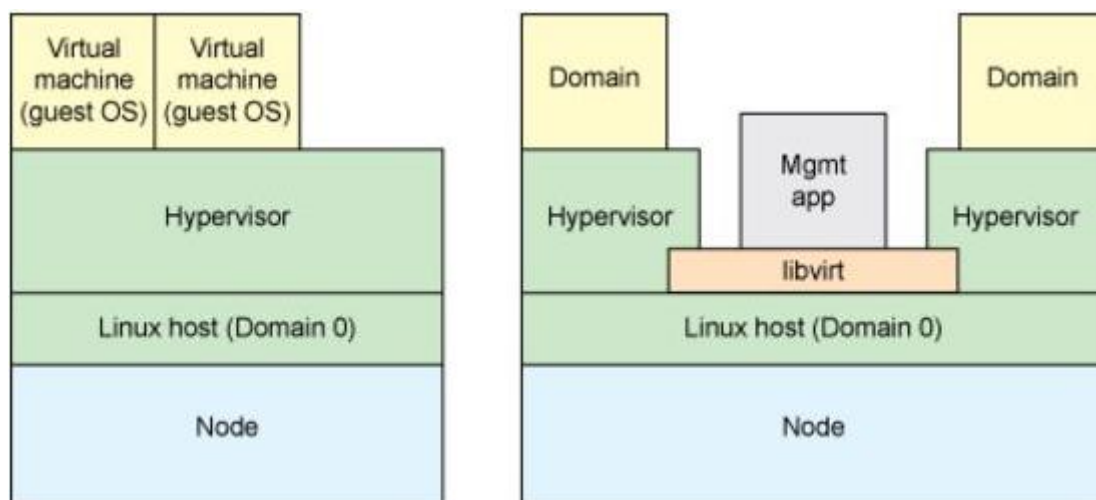 Virtual
machine
(guest OS)
Virtual
machine
(guest OS)
Hypervisor
Linux host (Domain 0)
Node
Domain
Domain
Mgmt
app
Hypervisor
Hypervisor
libvirt
Linux host (Domain 0)
Node